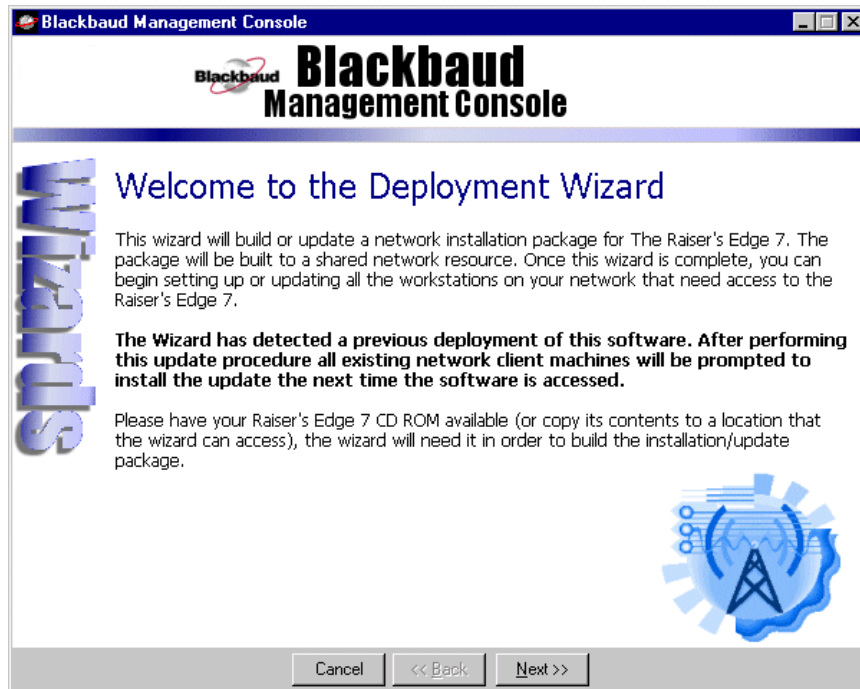 Blackbaud Management Console
Blackbaud Blackbaud
Management Console
Wizards
Welcome to the Deployment Wizard
This wizard will build or update a network installation package for The Raiser's Edge 7. The
package will be built to a shared network resource. Once this wizard is complete, you can
begin setting up or updating all the workstations on your network that need access to the
Raiser's Edge 7.
The Wizard has detected a previous deployment of this software. After performing
this update procedure all existing network client machines will be prompted to
install the update the next time the software is accessed.
Please have your Raiser's Edge 7 CD ROM available (or copy its contents to a location that
the wizard can access), the wizard will need it in order to build the installation/update
package.
Cancel << Back Next >>